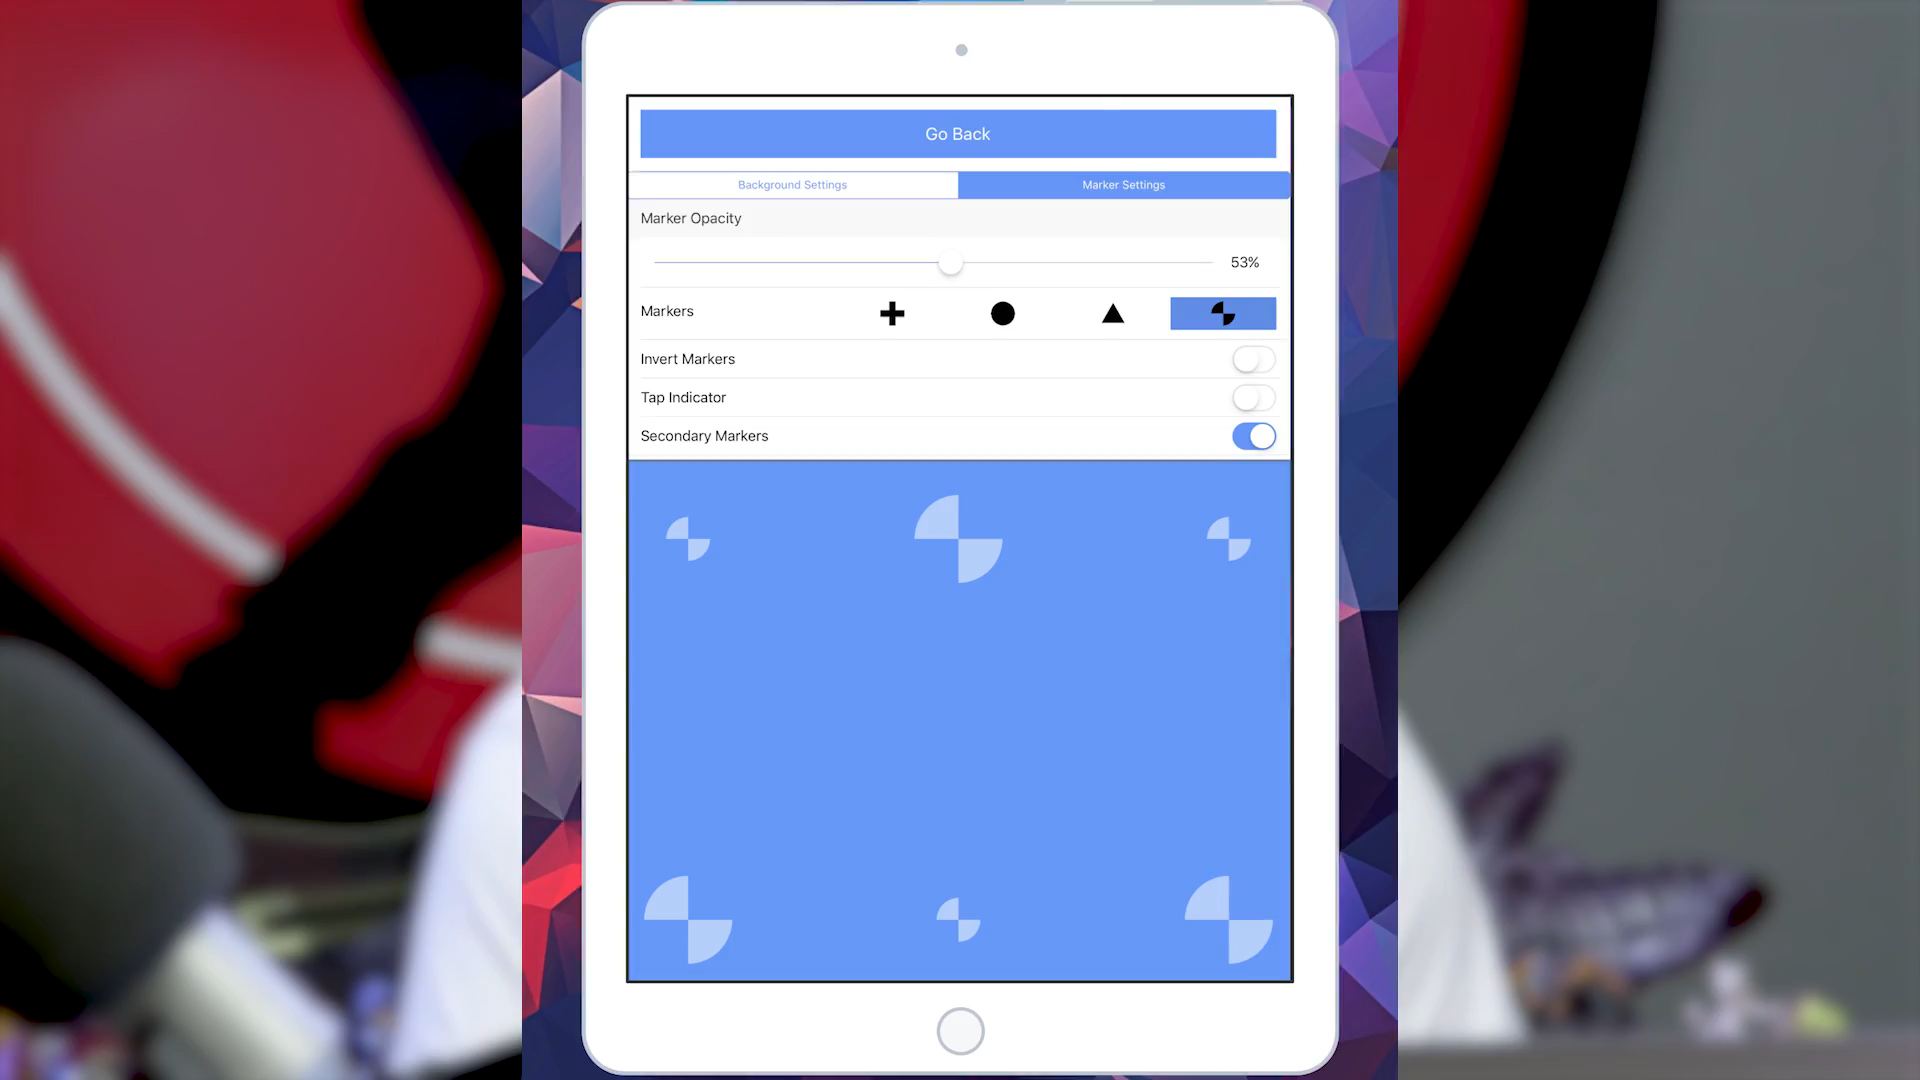 Go Back
Background Settings
Marker Settings
Marker Opacity
53%
Markers
Invert Markers
Tap Indicator
Secondary Markers